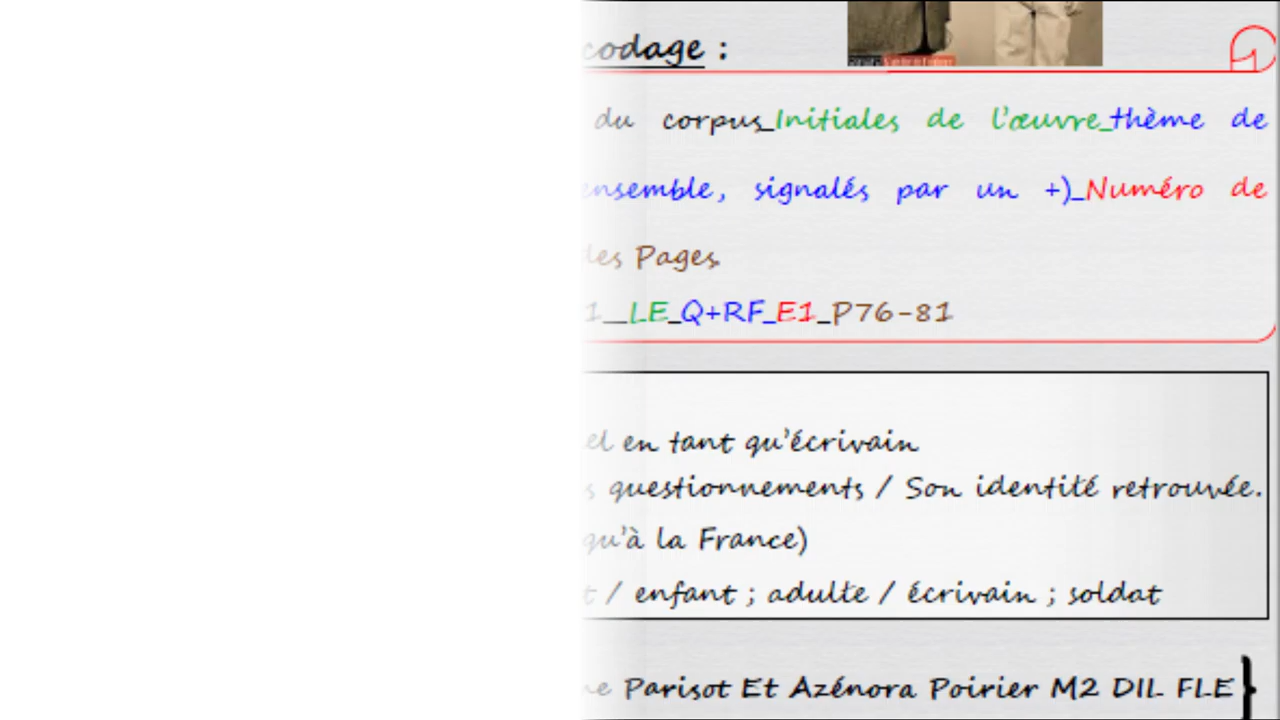 codage :
du corpus_Initiales de l'œuvre_thème de
ensemble, signalés par un +)_Numéro de
des Pages
1__LE_Q+RF_E1_P76-81
el en tant qu'écrivain
s questionnements / Son identité retrouvée.
qu'à la France)
t / enfant ; adulte / écrivain ; soldat
ne Parisot Et Azénora Poirier M2 DIL FLE